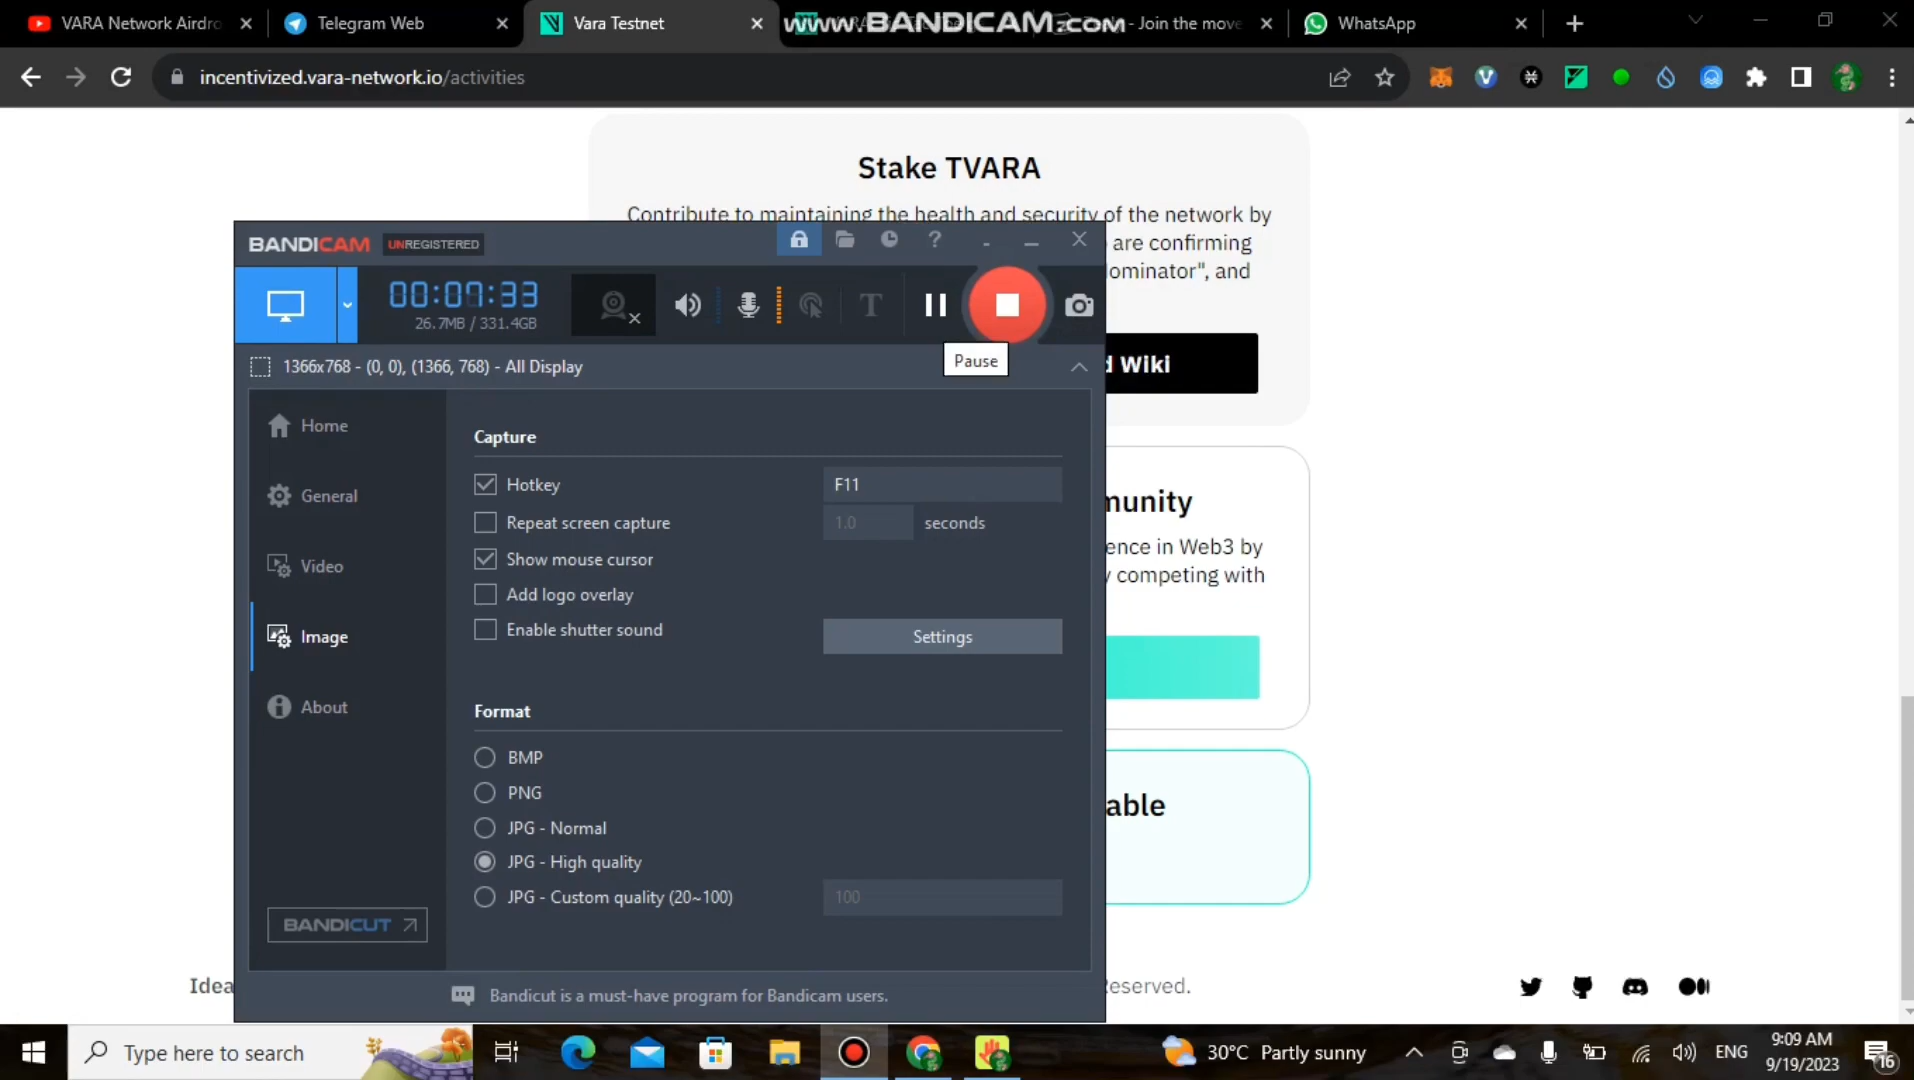 VARA Network Airdro
Telegram Web
Vara Testnet
www.BANDICAM.com
- Join the move
WhatsApp
incentivized.vara-network.io/activities
Stake TVARA
Contribute to maintaining the health and security of the network by
are confirming
ominator", and
d Wiki
BANDICAM UNREGISTERED
?
00:07:33
26.7MB / 331.4GB
T
Pause
1366x768 - (0, 0), (1366, 768) - All Display
Home
General
Video
Image
About
BANDICUT
Capture
Hotkey
F11
Repeat screen capture
1.0
seconds
Show mouse cursor
Add logo overlay
Enable shutter sound
Settings
Format
BMP
PNG
JPG - Normal
JPG - High quality
JPG - Custom quality (20~100)
100
Bandicut is a must-have program for Bandicam users.
munity
ence in Web3 by
y competing with
able
Idea
Reserved.
Type here to search
30°C Partly sunny
ENG
9:09 AM
9/19/2023
16